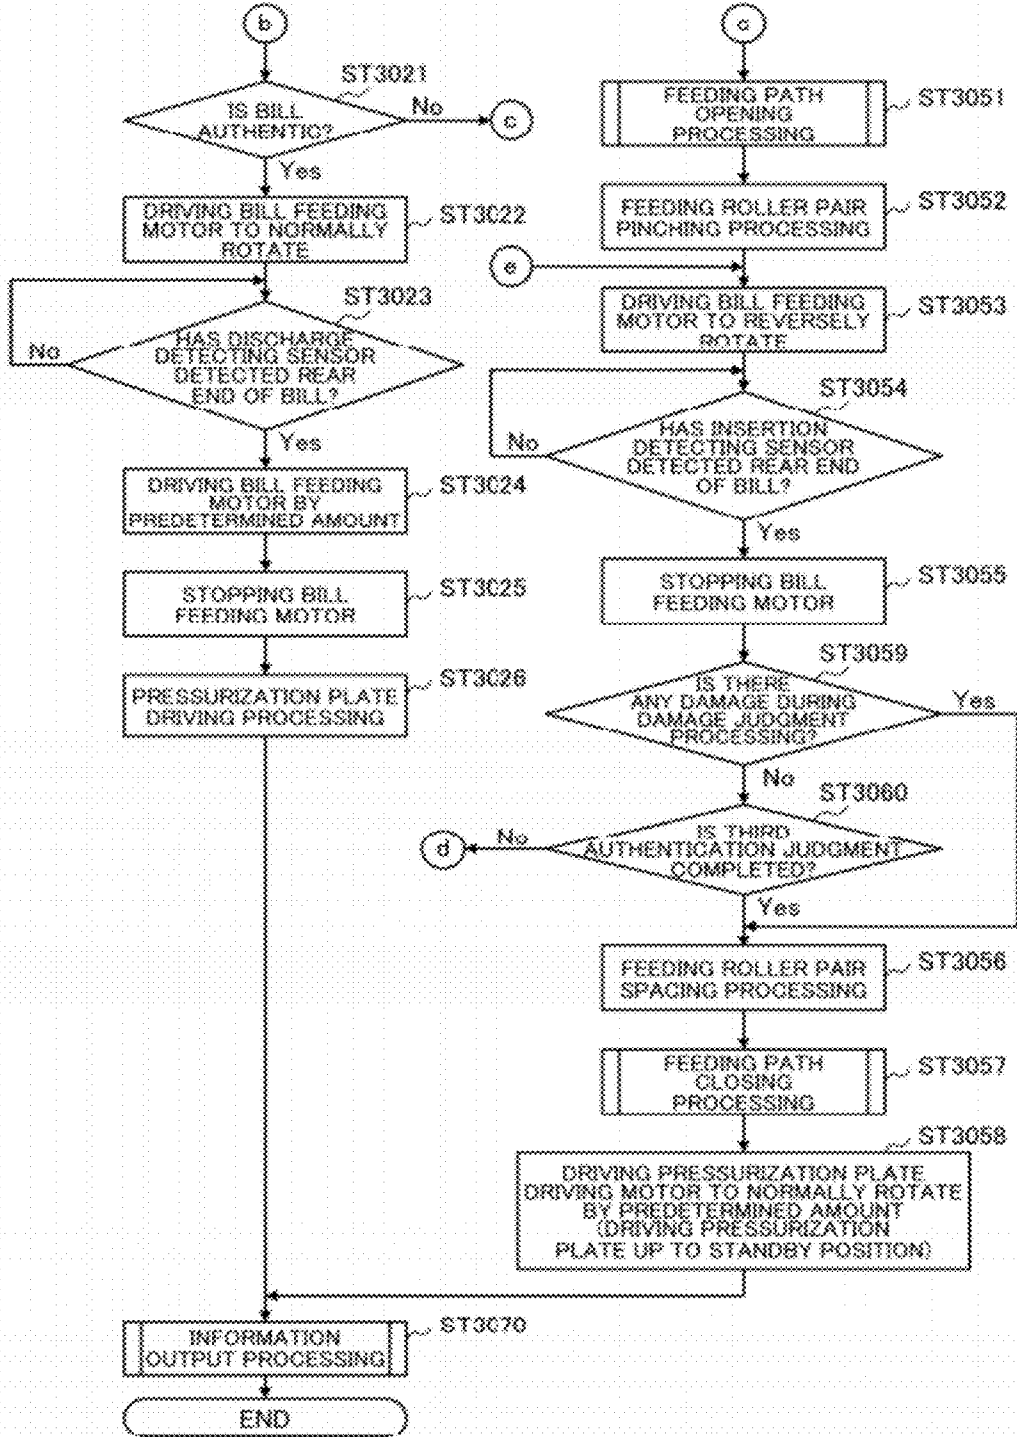 b
ST3021
IS BILL
AUTHENTIC?
No
c
Yes
DRIVING BILL FEEDING
MOTOR TO NORMALLY
ROTATE
ST3022
ST3023
HAS DISCHARGE
DETECTING SENSOR
DETECTED REAR
END OF BILL?
No
Yes
DRIVING BILL FEEDING
MOTOR BY
PREDETERMINED AMOUNT
ST3024
STOPPING BILL
FEEDING MOTOR
ST3025
PRESSURIZATION PLATE
DRIVING PROCESSING
ST3026
c
FEEDING PATH
OPENING
PROCESSING
ST3051
FEEDING ROLLER PAIR
PINCHING PROCESSING
ST3052
e
DRIVING BILL FEEDING
MOTOR TO REVERSELY
ROTATE
ST3053
ST3054
HAS INSERTION
DETECTING SENSOR
DETECTED REAR END
OF BILL?
No
Yes
STOPPING BILL
FEEDING MOTOR
ST3055
ST3059
IS THERE
ANY DAMAGE DURING
DAMAGE JUDGMENT
PROCESSING?
Yes
No
ST3060
IS THIRD
AUTHENTICATION JUDGMENT
COMPLETED?
No
d
Yes
FEEDING ROLLER PAIR
SPACING PROCESSING
ST3056
FEEDING PATH
CLOSING
PROCESSING
ST3057
ST3058
DRIVING PRESSURIZATION PLATE
DRIVING MOTOR TO NORMALLY ROTATE
BY PREDETERMINED AMOUNT
(DRIVING PRESSURIZATION
PLATE UP TO STANDBY POSITION)
INFORMATION
OUTPUT PROCESSING
ST3070
END